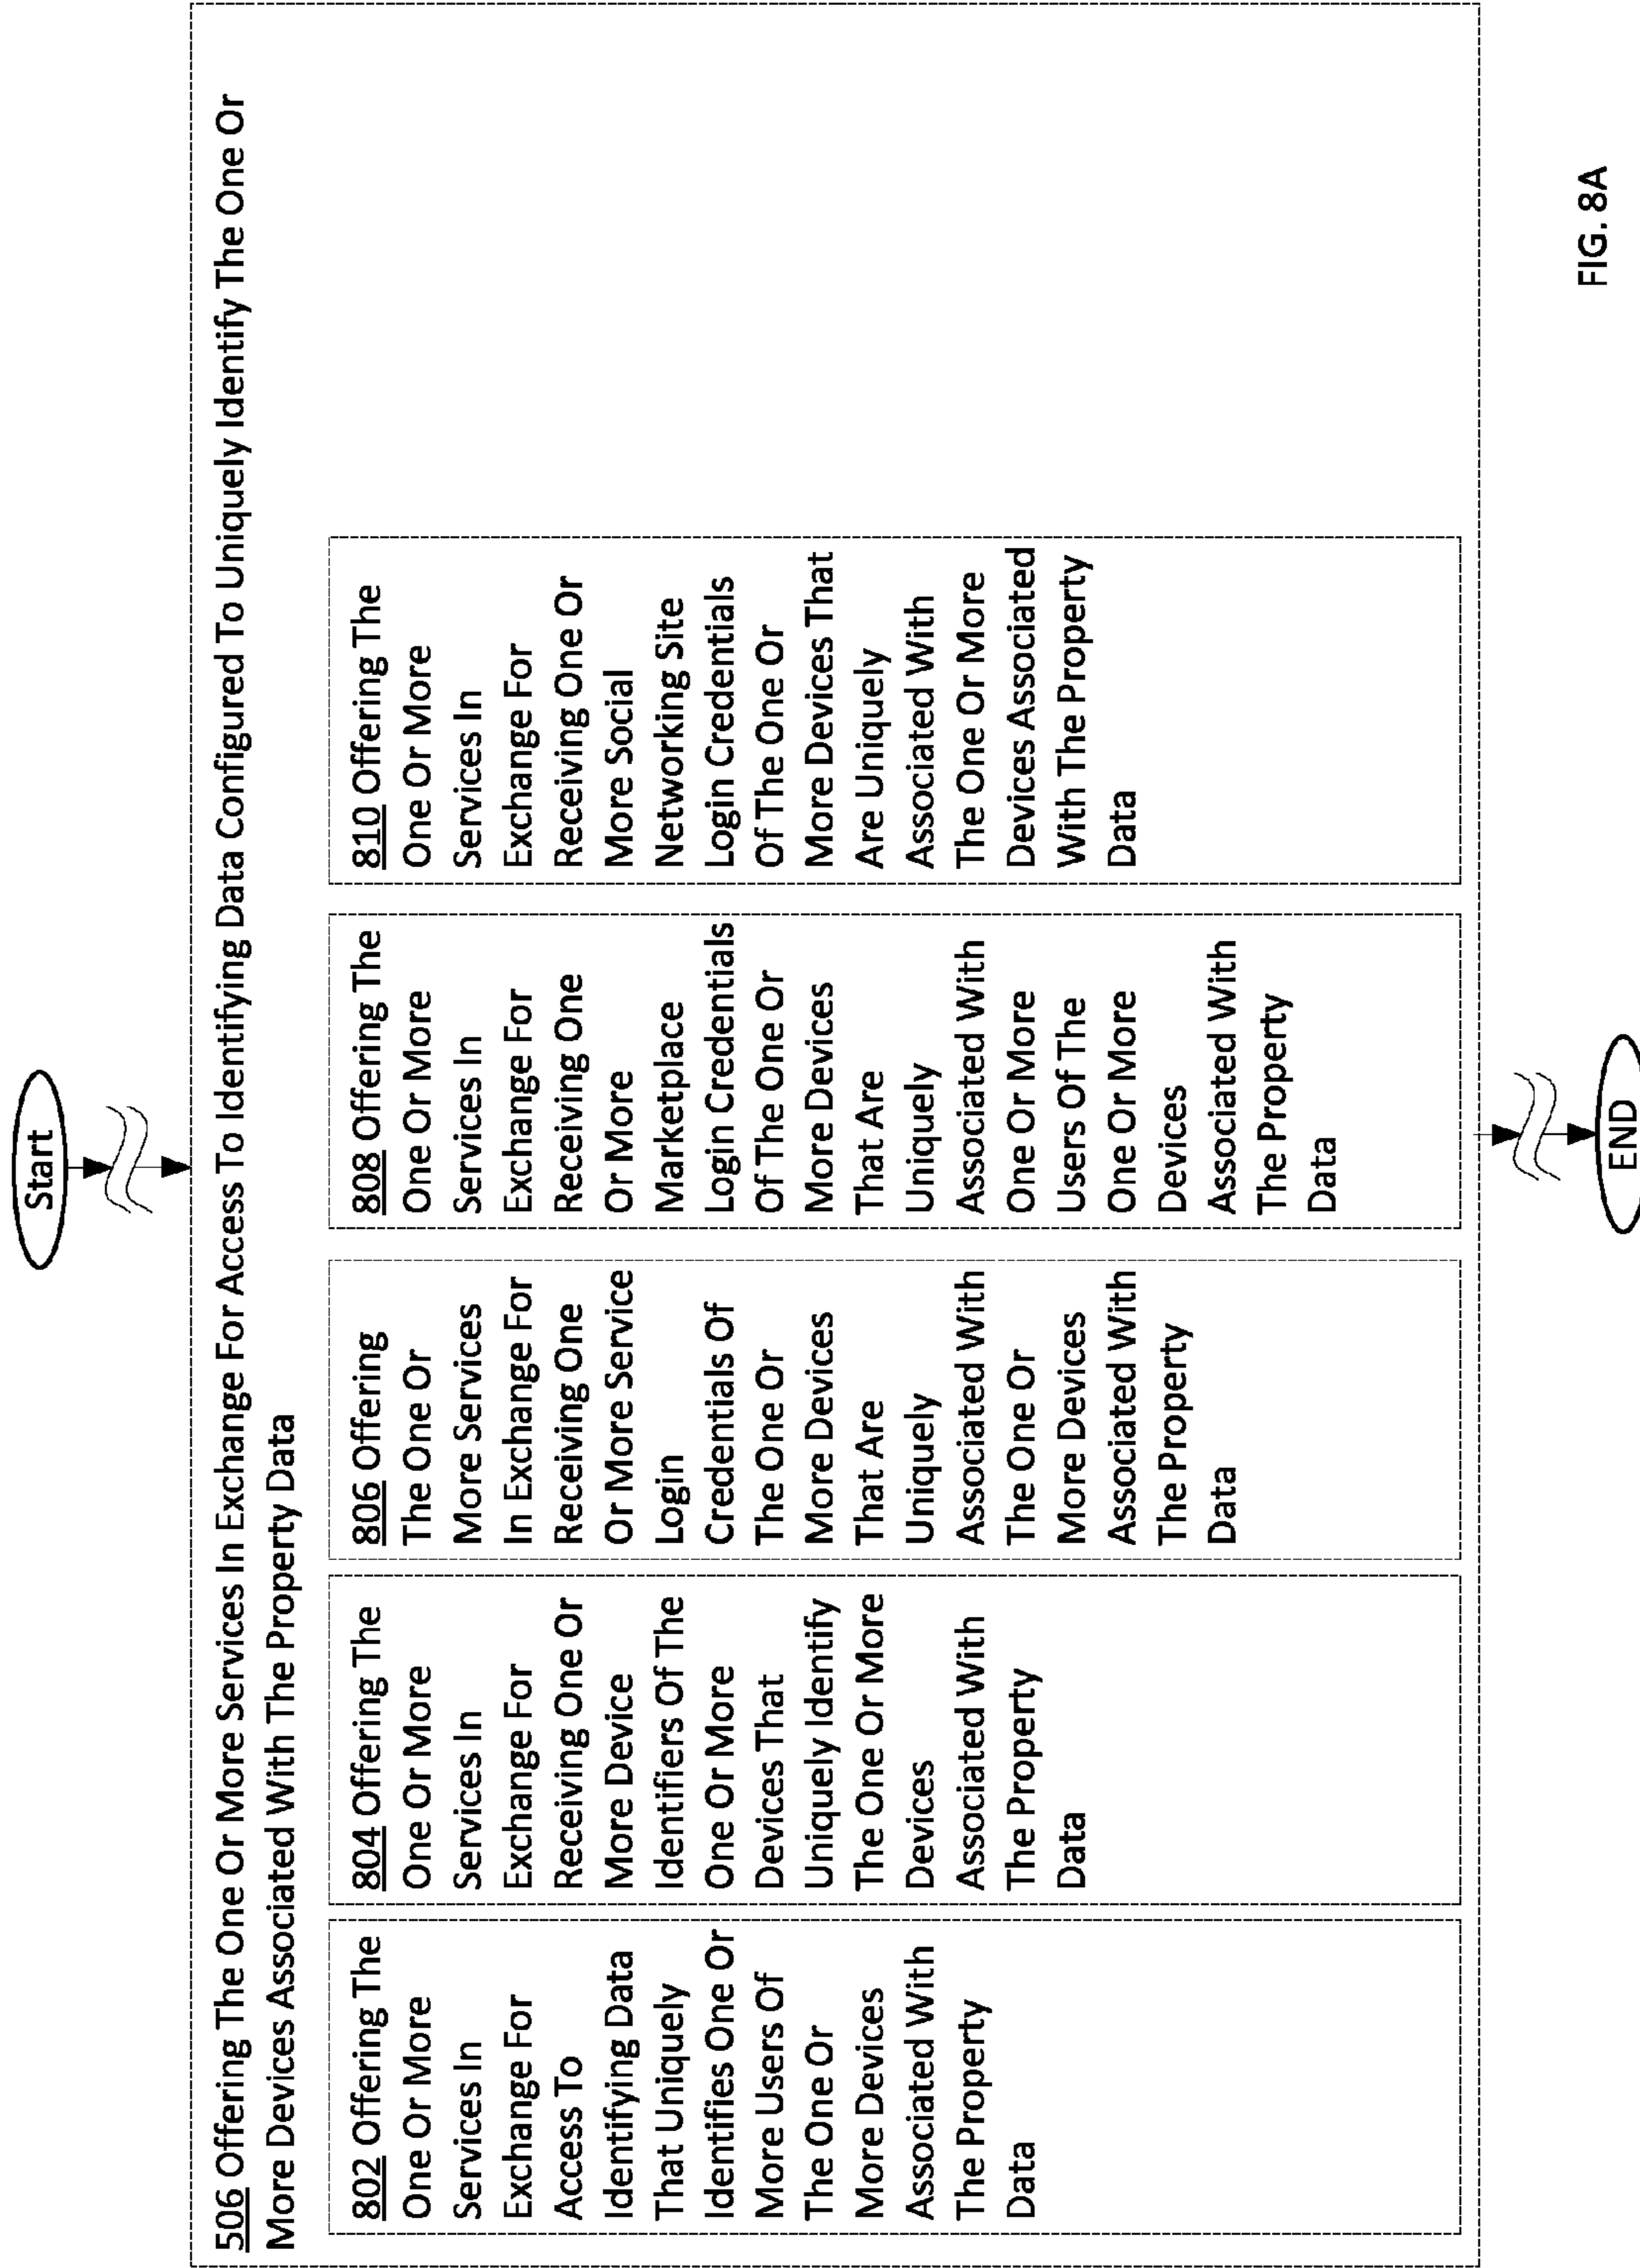 Start
506 Offering The One Or More Services In Exchange For Access To Identifying Data Configured To Uniquely Identify The One Or
More Devices Associated With The Property Data
802 Offering The
One Or More
Services In
Exchange For
Access To
Identifying Data
That Uniquely
Identifies One Or
More Users Of
The One Or
More Devices
Associated With
The Property
Data
804 Offering The
One Or More
Services In
Exchange For
Receiving One Or
More Device
Identifiers Of The
One Or More
Devices That
Uniquely Identify
The One Or More
Devices
Associated With
The Property
Data
806 Offering
The One Or
More Services
In Exchange For
Receiving One
Or More Service
Login
Credentials Of
The One Or
More Devices
That Are
Uniquely
Associated With
The One Or
More Devices
Associated With
The Property
Data
808 Offering The
One Or More
Services In
Exchange For
Receiving One
Or More
Marketplace
Login Credentials
Of The One Or
More Devices
That Are
Uniquely
Associated With
One Or More
Users Of The
One Or More
Devices
Associated With
The Property
Data
810 Offering The
One Or More
Services In
Exchange For
Receiving One Or
More Social
Networking Site
Login Credentials
Of The One Or
More Devices That
Are Uniquely
Associated With
The One Or More
Devices Associated
With The Property
Data
END
FIG. 8A